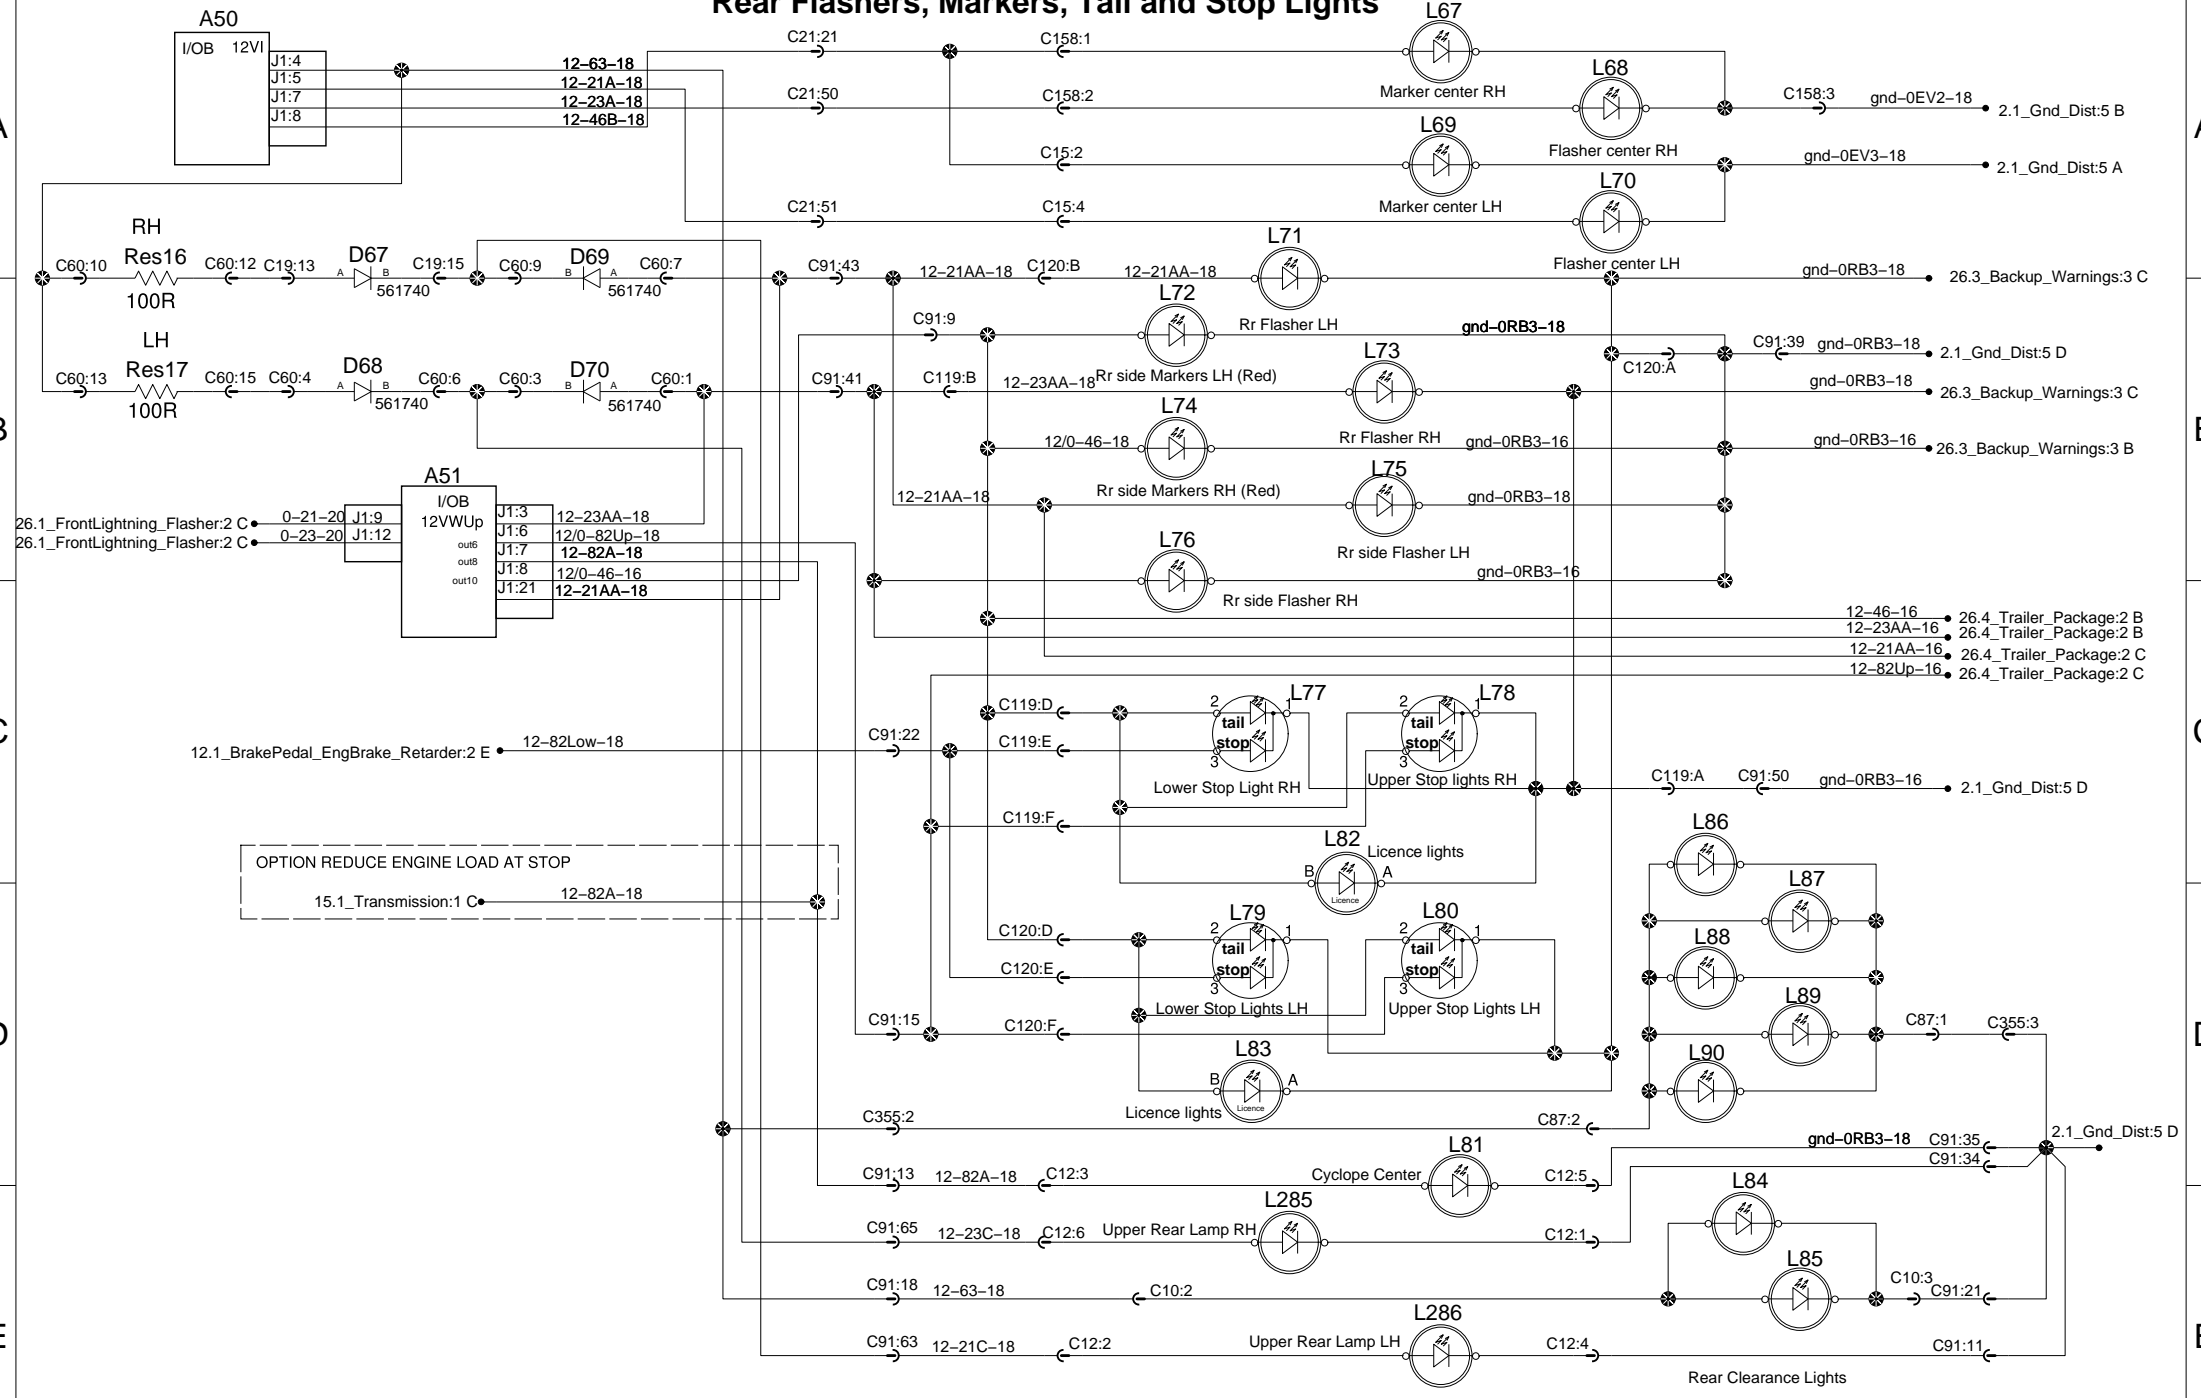 Rear Flashers, Markers, Tail and Stop Lights
A50
I/OB 12VI
J1:4
J1:5
J1:7
J1:8
12-63-18
12-21A-18
12-23A-18
12-46B-18
C21:21
C158:1
L67
Marker center RH
C21:50
C158:2
L68
Flasher center RH
C158:3
gnd-0EV2-18
2.1_Gnd_Dist:5 B
C15:2
L69
Marker center LH
gnd-0EV3-18
2.1_Gnd_Dist:5 A
C21:51
C15:4
L70
Flasher center LH
A
A
RH
Res16
100R
C60:10
C60:12
C19:13
D67
A B
561740
C19:15
C60:9
D69
B A
561740
C60:7
C91:43
12-21AA-18
C120:B
12-21AA-18
L71
Rr Flasher LH
gnd-0RB3-18
26.3_Backup_Warnings:3 C
C91:9
L72
Rr side Markers LH (Red)
gnd-0RB3-18
C120:A
C91:39
gnd-0RB3-18
2.1_Gnd_Dist:5 D
LH
Res17
100R
C60:13
C60:15
C60:4
D68
A B
561740
C60:6
C60:3
D70
B A
561740
C60:1
C91:41
C119:B
12-23AA-18
L73
Rr Flasher RH
gnd-0RB3-18
26.3_Backup_Warnings:3 C
12/0-46-18
L74
Rr side Markers RH (Red)
gnd-0RB3-16
gnd-0RB3-16
26.3_Backup_Warnings:3 B
B
B
12-21AA-18
L75
Rr side Flasher LH
gnd-0RB3-18
L76
Rr side Flasher RH
gnd-0RB3-16
A51
I/OB
12VWUp
out6
out8
out10
26.1_FrontLightning_Flasher:2 C
0-21-20
J1:9
26.1_FrontLightning_Flasher:2 C
0-23-20
J1:12
J1:3
12-23AA-18
J1:6
12/0-82Up-18
J1:7
12-82A-18
J1:8
12/0-46-16
J1:21
12-21AA-18
12-46-16
26.4_Trailer_Package:2 B
12-23AA-16
26.4_Trailer_Package:2 B
12-21AA-16
26.4_Trailer_Package:2 C
12-82Up-16
26.4_Trailer_Package:2 C
C
C
12.1_BrakePedal_EngBrake_Retarder:2 E
12-82Low-18
C91:22
C119:D
C119:E
C119:F
2
tail
stop
3
1
L77
Lower Stop Light RH
2
tail
stop
3
1
L78
Upper Stop lights RH
C119:A
C91:50
gnd-0RB3-16
2.1_Gnd_Dist:5 D
L82
Licence lights
B
A
Licence
OPTION REDUCE ENGINE LOAD AT STOP
15.1_Transmission:1 C
12-82A-18
C120:D
C120:E
C120:F
C91:15
L79
2
tail
stop
3
1
Lower Stop Lights LH
L80
2
tail
stop
3
1
Upper Stop Lights LH
L83
B
A
Licence
Licence lights
L86
L87
L88
L89
L90
C87:1
C355:3
D
D
C355:2
C87:2
2.1_Gnd_Dist:5 D
C91:13
12-82A-18
C12:3
Cyclope Center
L81
C12:5
gnd-0RB3-18
C91:35
C91:34
C91:65
12-23C-18
C12:6
Upper Rear Lamp RH
L285
C12:1
L84
L85
C91:18
12-63-18
C10:2
C10:3
C91:21
C91:63
12-21C-18
C12:2
Upper Rear Lamp LH
L286
C12:4
C91:11
Rear Clearance Lights
E
E